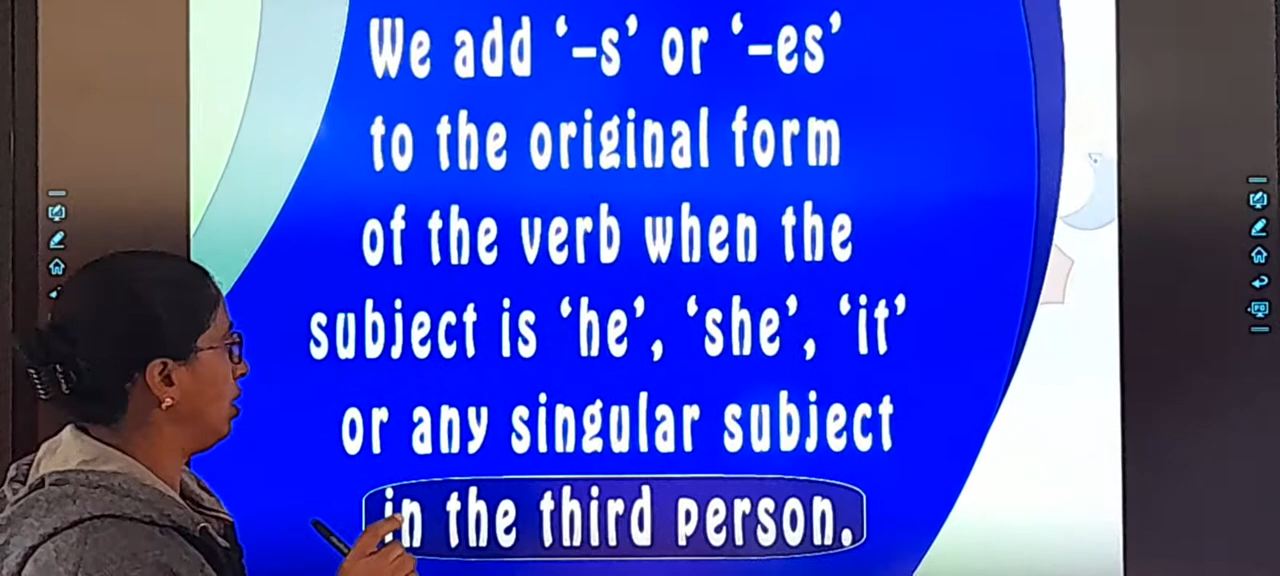 We add ‘–s’ or ‘–es’
to the original form
of the verb when the
subject is ‘he’, ‘she’, ‘it’
or any singular subject
in the third person.